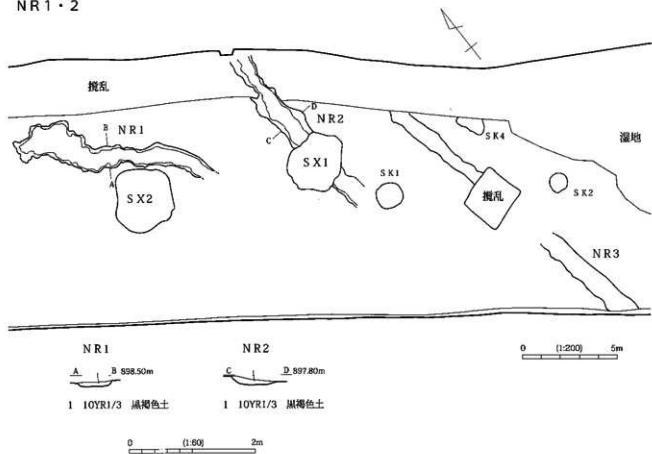 NR1・2
攪乱
B
NR1
A
SX2
D
NR2
C
SX1
SK1
SK4
攪乱
SK2
湿地
NR3
0 (1:200) 5m
NR1
A B 898.50m
1 10YR1/3 黒褐色土
NR2
C D 897.80m
1 10YR1/3 黒褐色土
0 (1:60) 2m